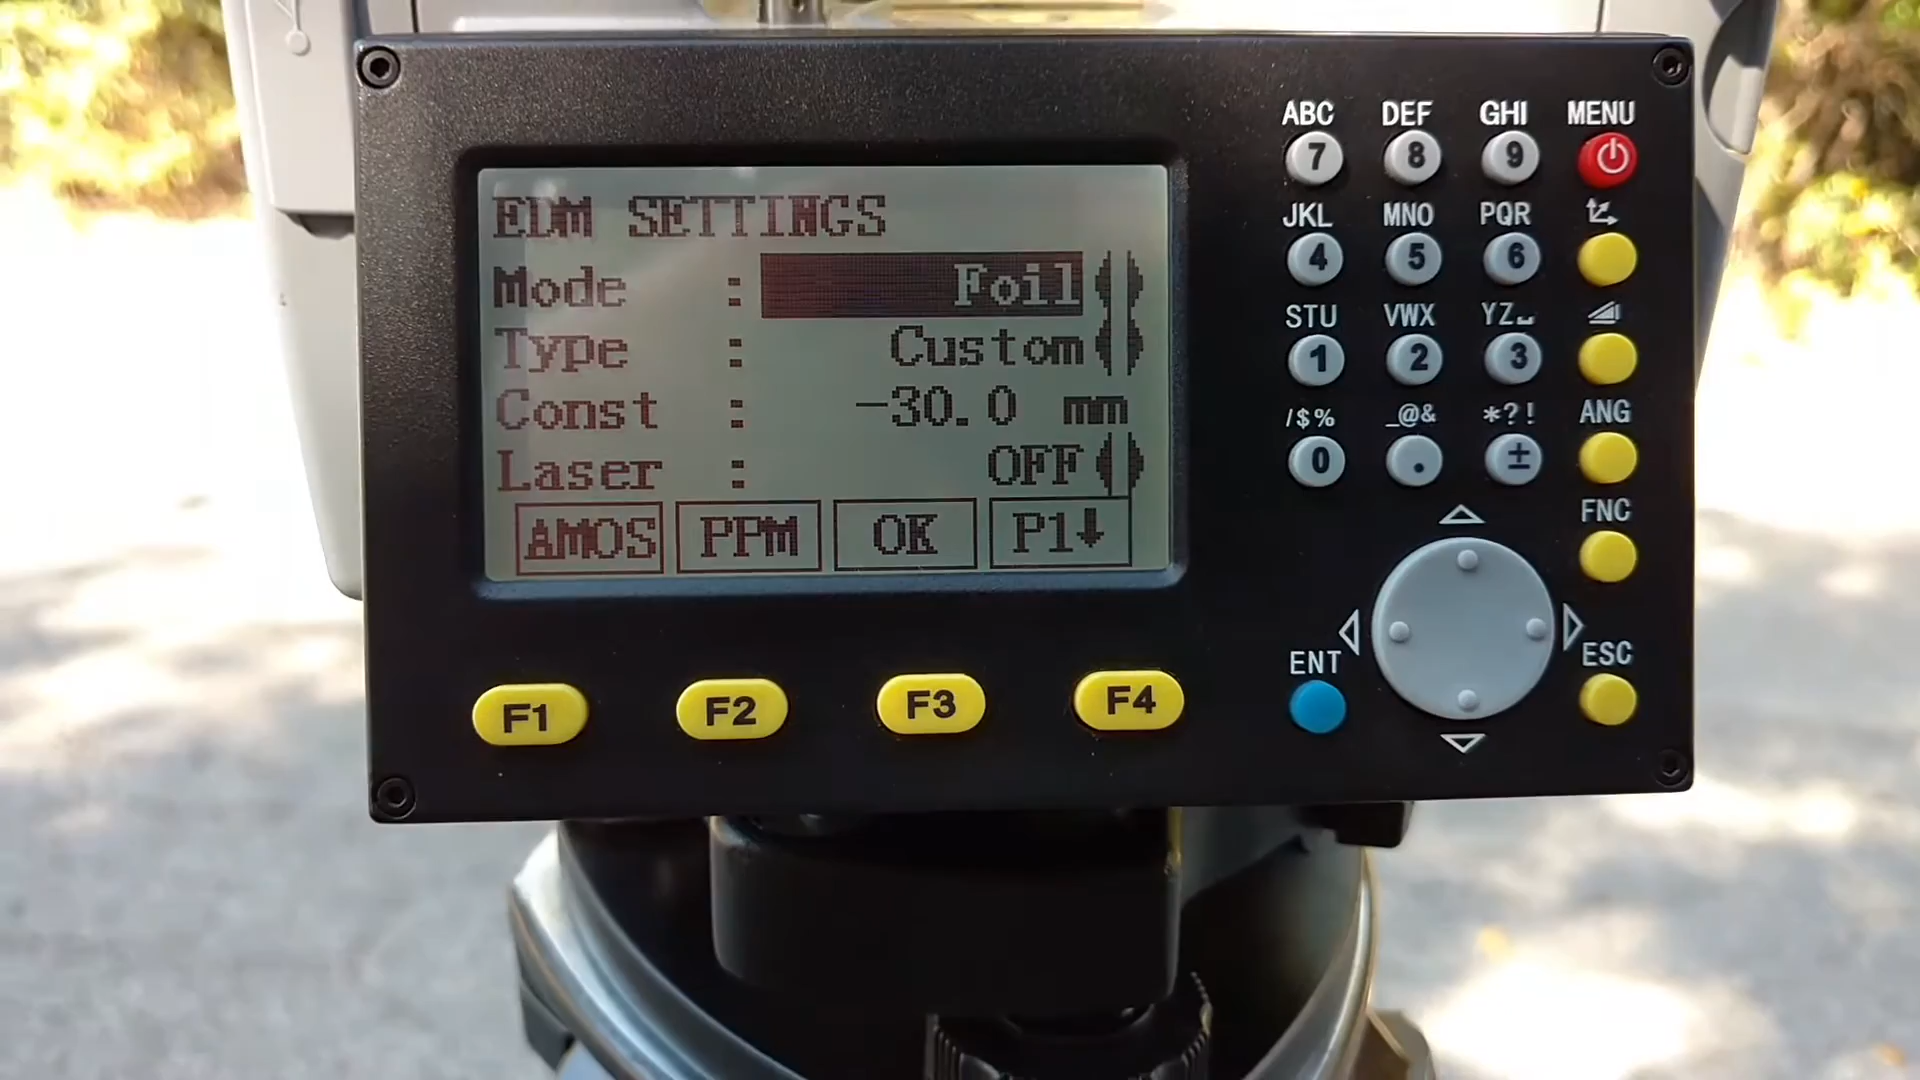 EDM SETTINGS
Mode : Foil
Type : Custom
Const : -30.0 mm
Laser : OFF
AMOS PPM OK P1↓
F1 F2 F3 F4
ABC DEF GHI MENU
7 8 9
JKL MNO PQR
4 5 6
STU VWX YZ␣
1 2 3
/$% _@& *?! ANG
0 . ±
FNC
ENT ESC